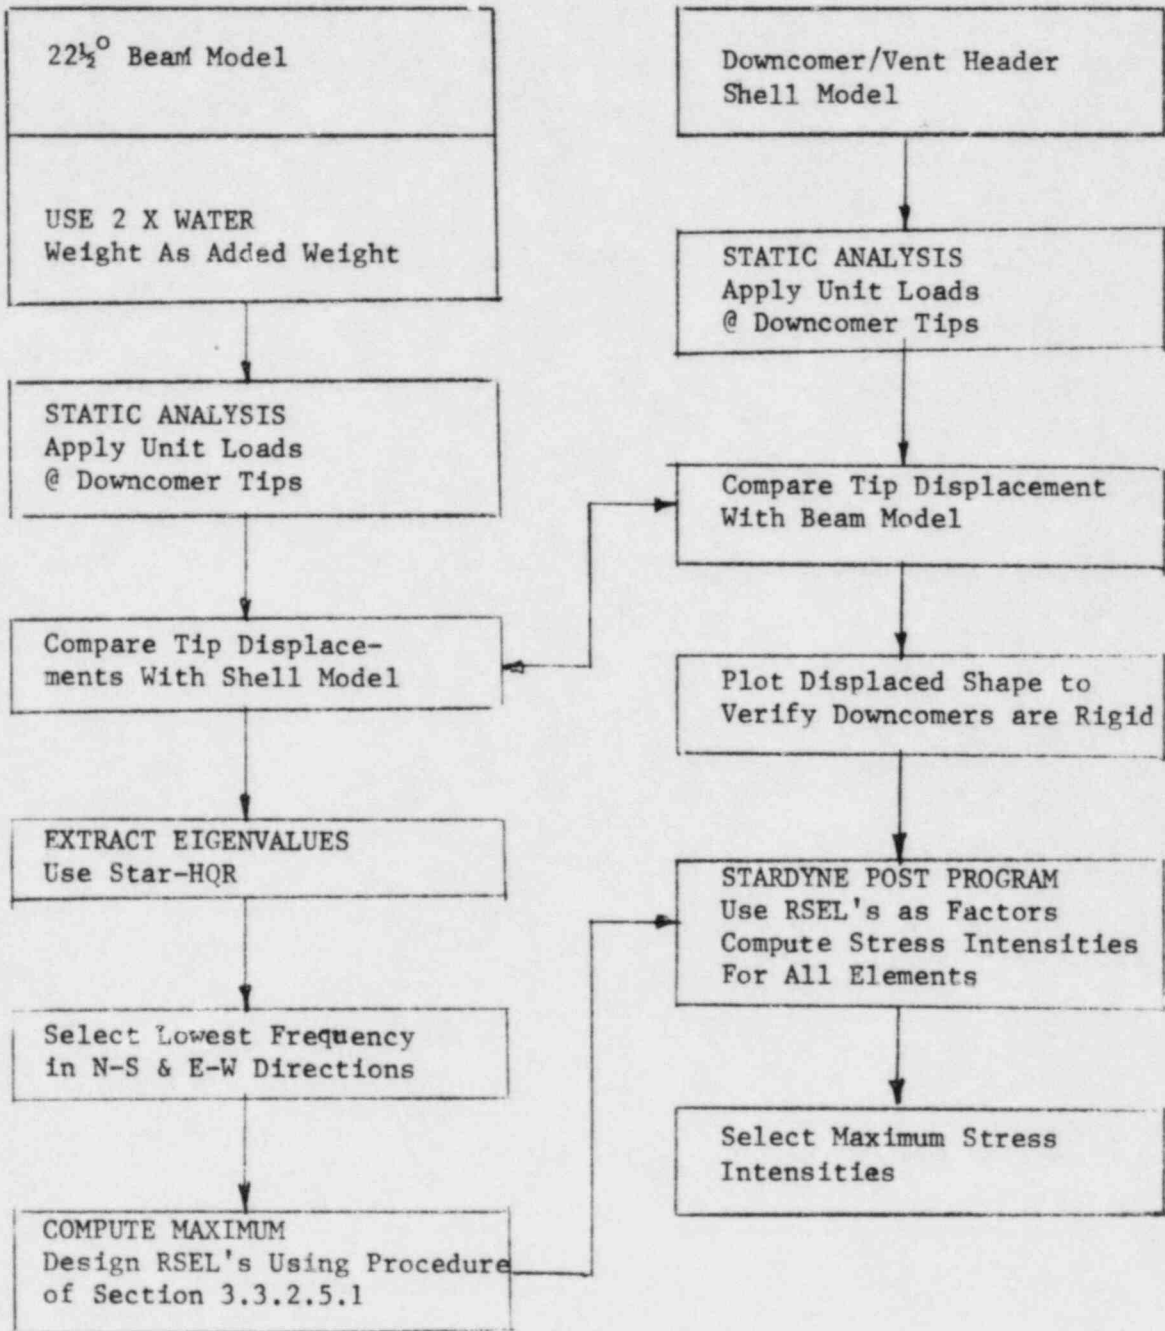 22½° Beam Model
USE 2 X WATER
Weight As Added Weight
STATIC ANALYSIS
Apply Unit Loads
@ Downcomer Tips
Compare Tip Displace-
ments With Shell Model
EXTRACT EIGENVALUES
Use Star-HQR
Select Lowest Frequency
in N-S & E-W Directions
COMPUTE MAXIMUM
Design RSEL's Using Procedure
of Section 3.3.2.5.1
Downcomer/Vent Header
Shell Model
STATIC ANALYSIS
Apply Unit Loads
@ Downcomer Tips
Compare Tip Displacement
With Beam Model
Plot Displaced Shape to
Verify Downcomers are Rigid
STARDYNE POST PROGRAM
Use RSEL's as Factors
Compute Stress Intensities
For All Elements
Select Maximum Stress
Intensities